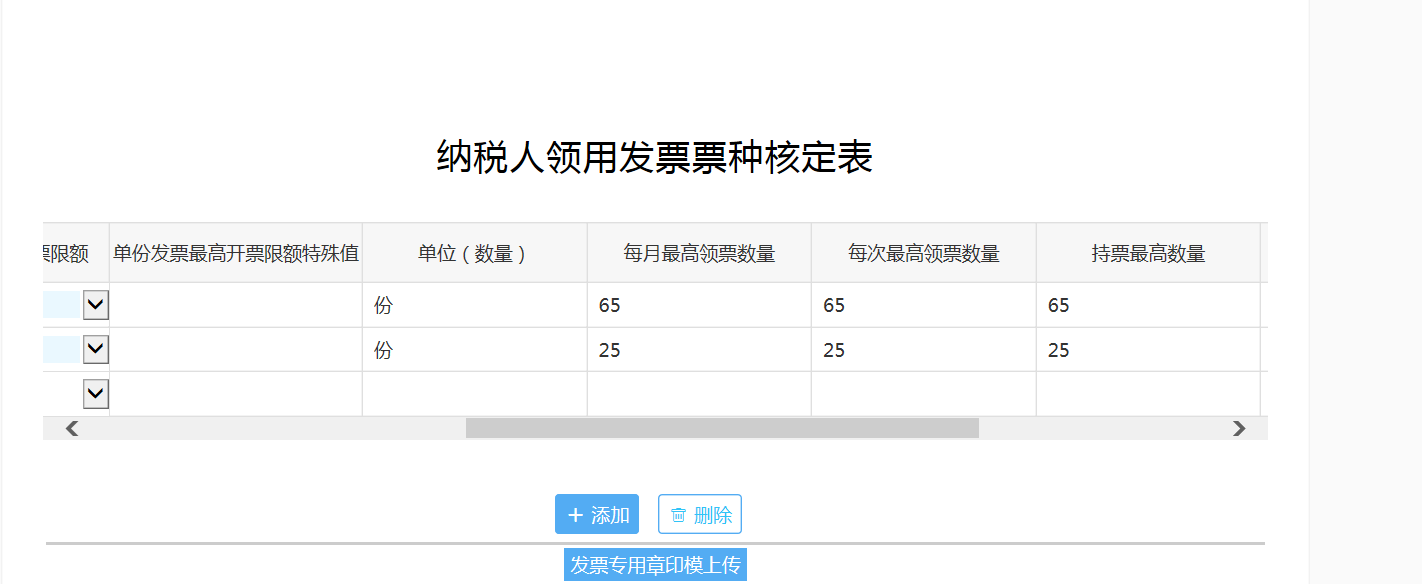 纳税人领用发票票种核定表
票限额 单份发票最高开票限额特殊值 单位（数量） 每月最高领票数量 每次最高领票数量 持票最高数量
份 65 65 65
份 25 25 25
+ 添加 删除
发票专用章印模上传